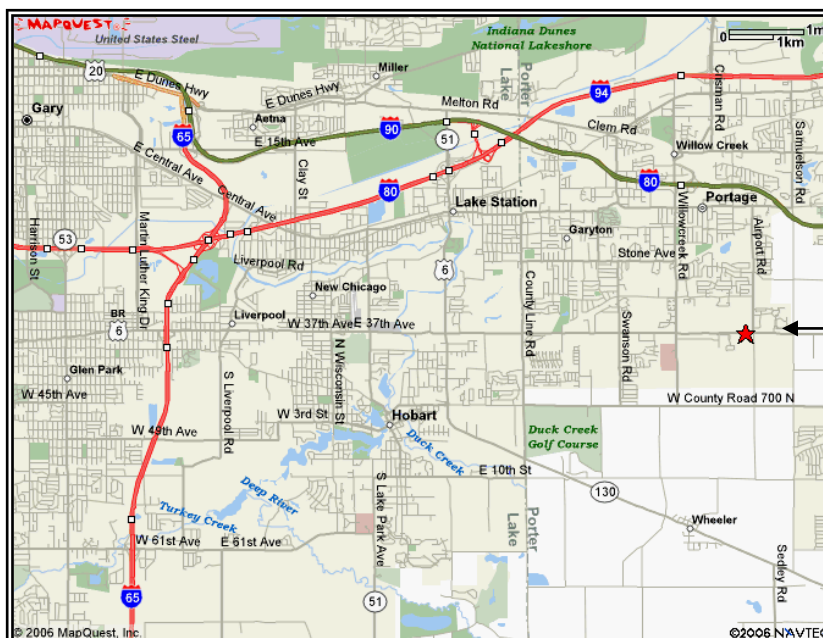 MAPQUEST
United States Steel
Indiana Dunes
National Lakeshore
0
1m
1km
20
E Dunes Hwy
Miller
Lake
Porter
Crisman Rd
E Dunes Hwy
Melton Rd
94
Gary
65
Aetna
E 15th Ave
90
51
Clem Rd
Samuelson Rd
E Central Ave
Clay St
Willow Creek
80
80
Central Ave
Lake Station
Portage
Harrison St
53
Martin Luther King Dr
Garyton
Willowcreek Rd
Airport Rd
Liverpool Rd
6
Stone Ave
New Chicago
County Line Rd
BR
6
Liverpool
W 37th Ave
E 37th Ave
Swanson Rd
Glen Park
S Liverpool Rd
N Wisconsin St
W 45th Ave
W County Road 700 N
W 3rd St
Hobart
W 49th Ave
Duck Creek
Golf Course
Duck Creek
E 10th St
Deep River
S Lake Park Ave
130
Turkey Creek
Lake
Porter
Wheeler
W 61st Ave
E 61st Ave
Sedley Rd
65
51
© 2006 MapQuest, Inc.
©2006 NAVTEQ